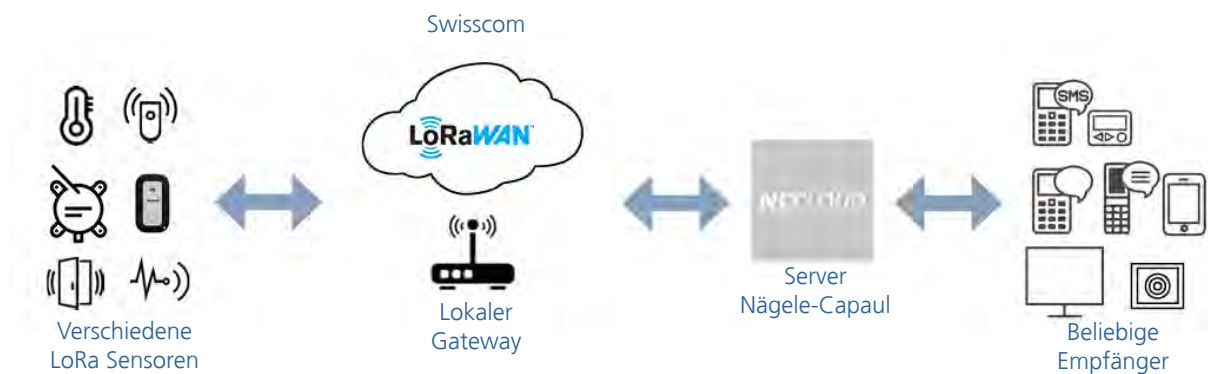 Swisscom
LoRaWAN
SMS
Server
Nägele-Capaul
Lokaler
Gateway
Verschiedene
LoRa Sensoren
Beliebige
Empfänger